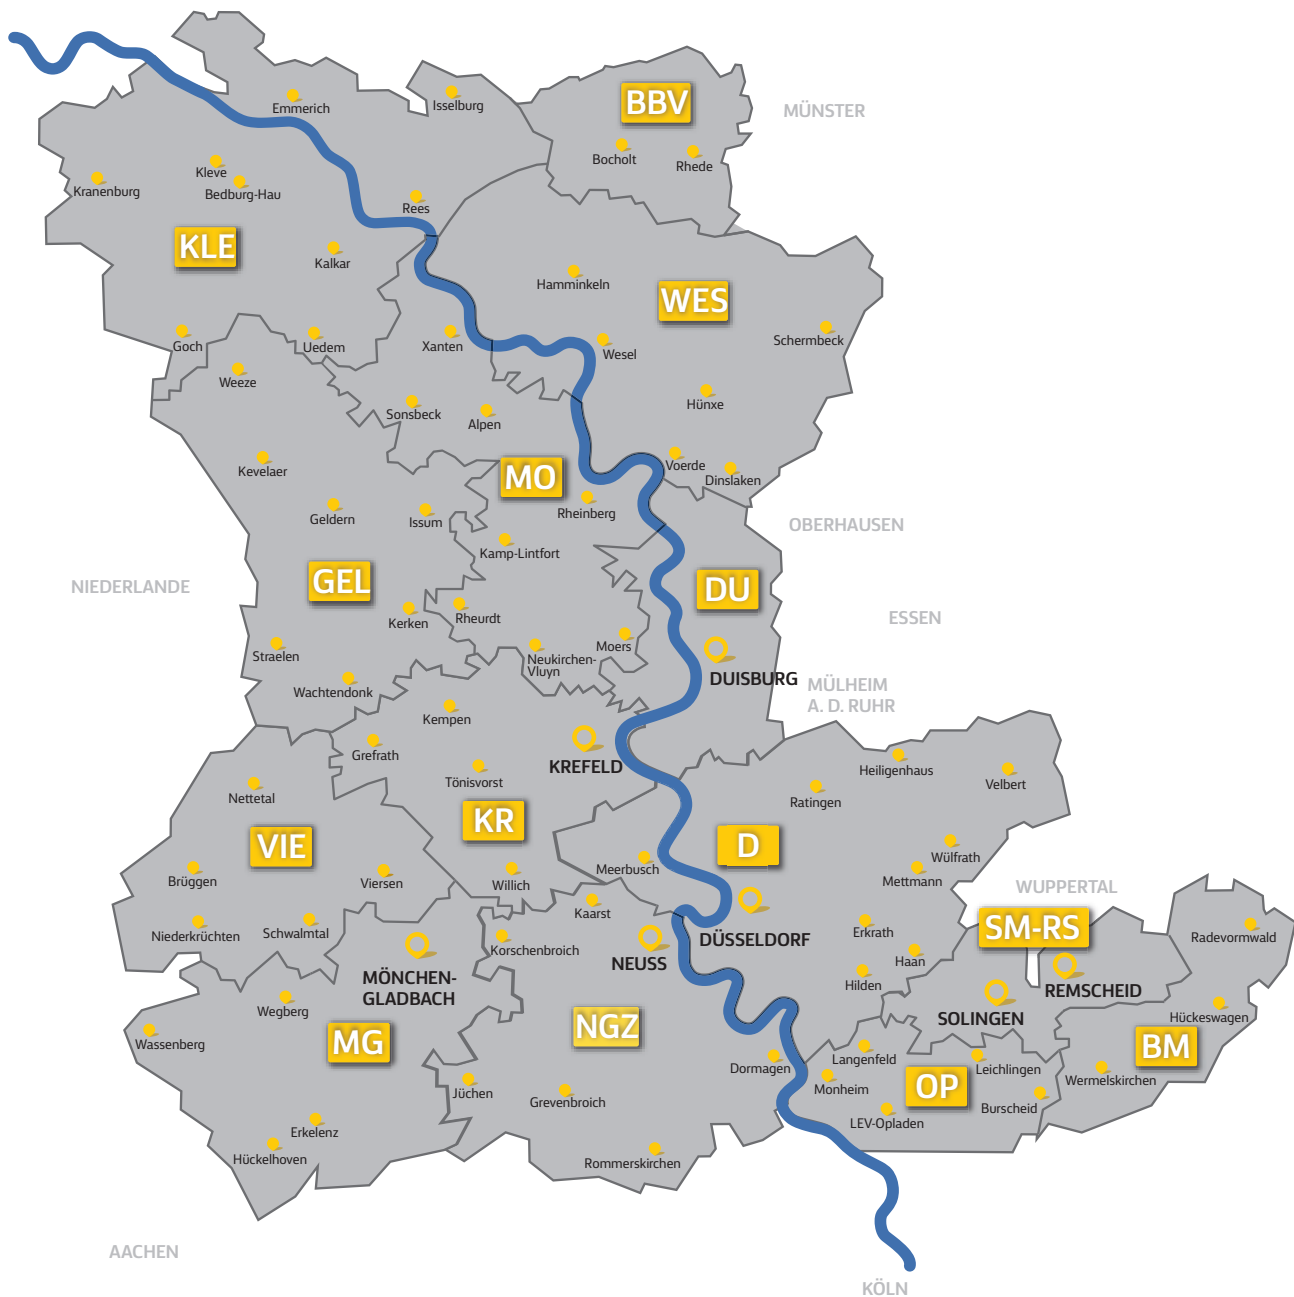 BBV
MÜNSTER
Emmerich
Isselburg
Bocholt
Rhede
Kleve
Kranenburg
Bedburg-Hau
Rees
KLE
Kalkar
Hamminkeln
WES
Goch
Uedem
Xanten
Wesel
Schermbeck
Weeze
Sonsbeck
Alpen
Hünxe
Kevelaer
MO
Voerde
Dinslaken
Geldern
Issum
Rheinberg
OBERHAUSEN
Kamp-Lintfort
NIEDERLANDE
GEL
DU
ESSEN
Kerken
Rheurdt
Straelen
Neukirchen-
Vluyn
Moers
DUISBURG
MÜLHEIM
A. D. RUHR
Wachtendonk
Kempen
Grefrath
KREFELD
Tönisvorst
Heiligenhaus
Velbert
Nettetal
Ratingen
KR
VIE
D
Wülfrath
Brüggen
Viersen
Willich
Meerbusch
Mettmann
WUPPERTAL
Kaarst
SM-RS
Niederkrüchten
Schwalmtal
Korschenbroich
DÜSSELDORF
Erkrath
Radevormwald
MÖNCHEN-
GLADBACH
NEUSS
Haan
Hilden
REMSCHEID
Wegberg
SOLINGEN
Hückeswagen
Wassenberg
MG
NGZ
BM
Dormagen
Langenfeld
Leichlingen
Monheim
OP
Wermelskirchen
Jüchen
Grevenbroich
Burscheid
LEV-Opladen
Erkelenz
Hückelhoven
Rommerskirchen
AACHEN
KÖLN